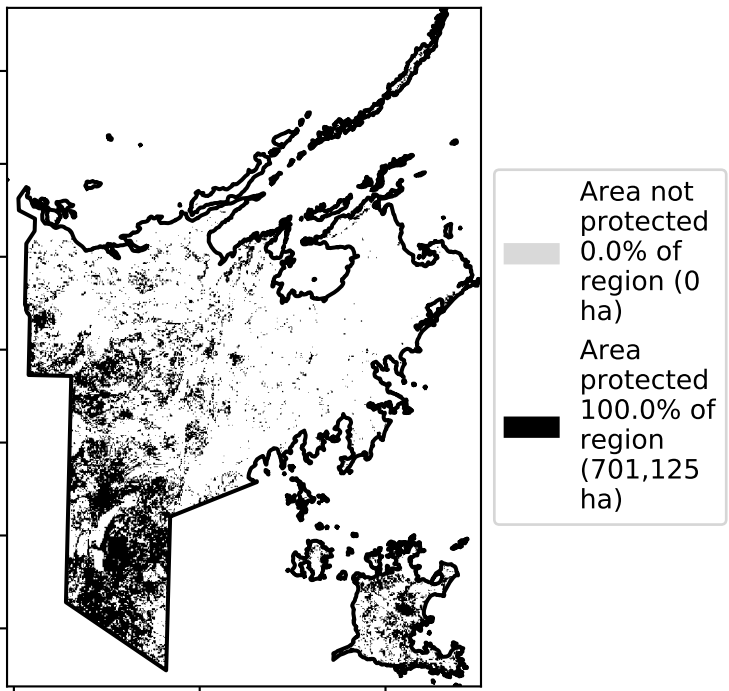 Area not
protected
0.0% of
region (0
ha)
Area
protected
100.0% of
region
(701,125
ha)